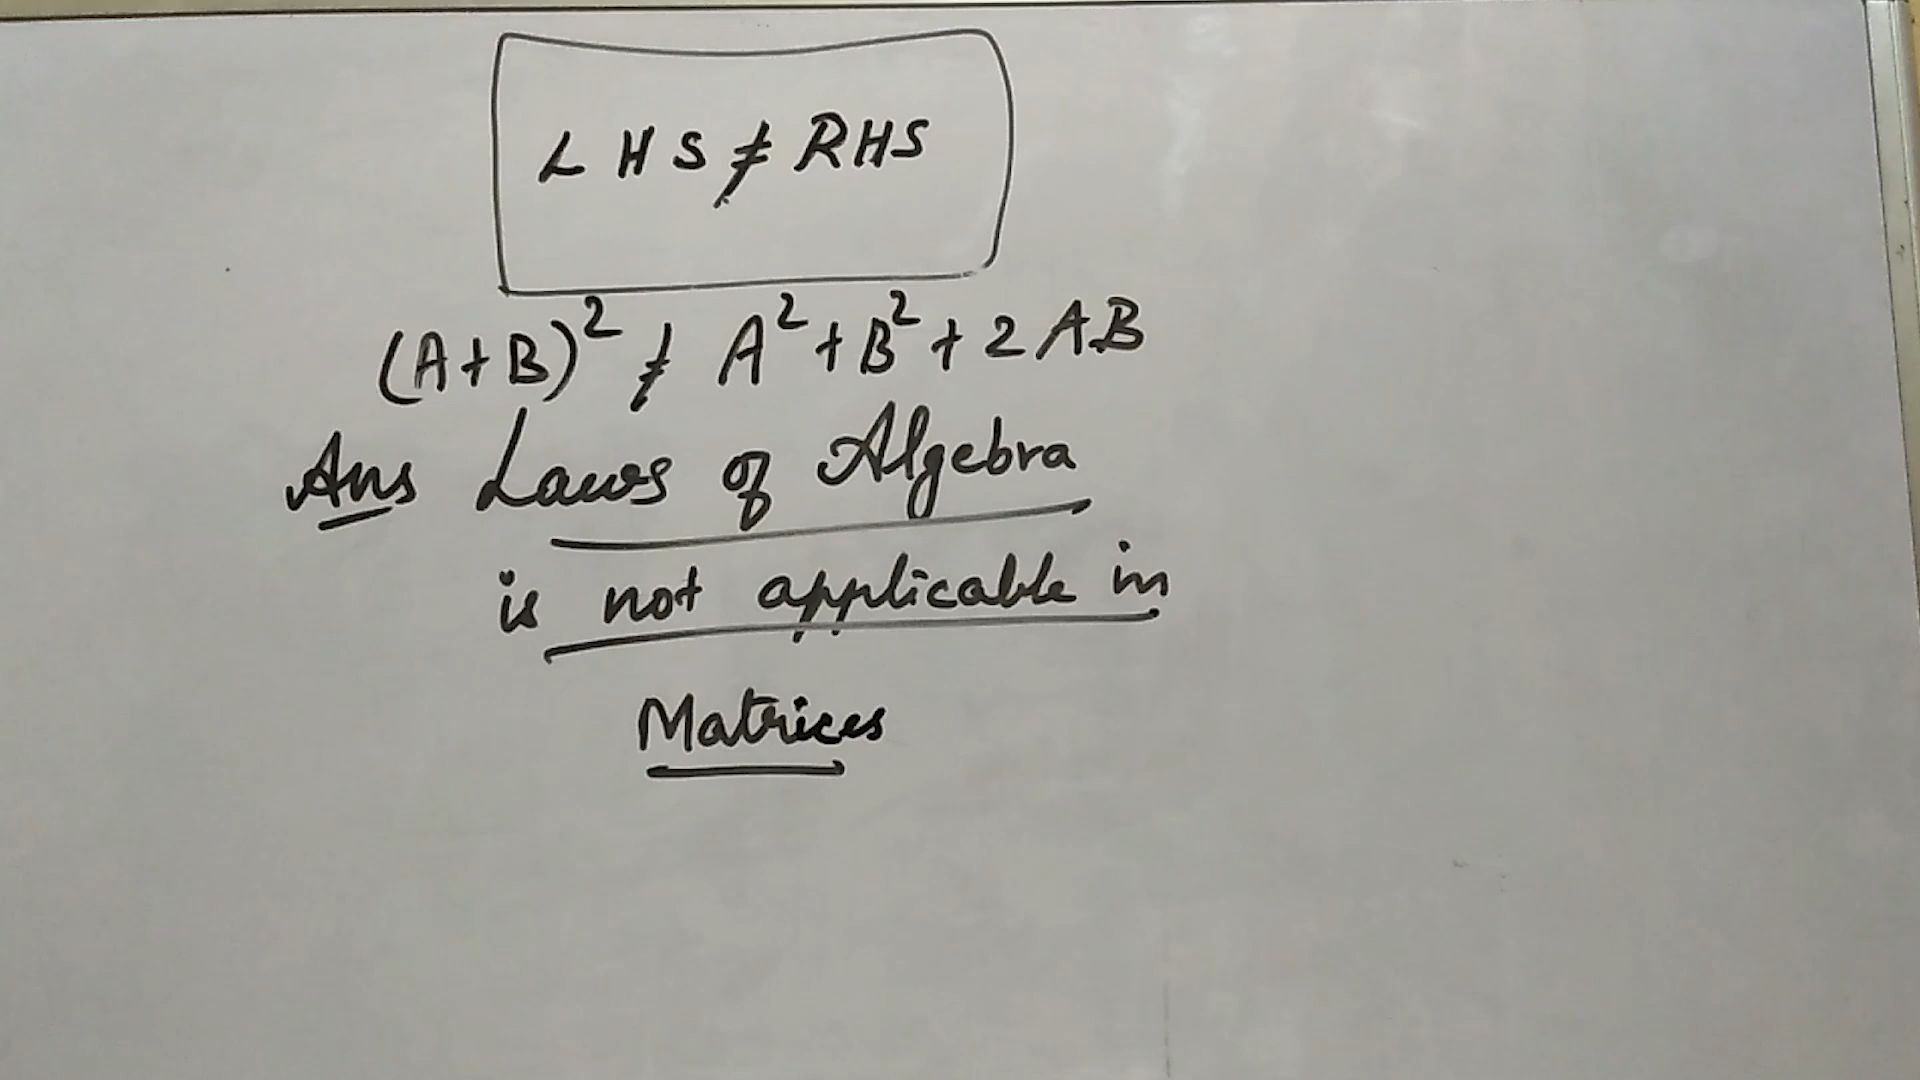 LHS ≠ RHS
(A+B)² ≠ A² + B² + 2AB
Ans Laws of Algebra
is not applicable in
Matrices